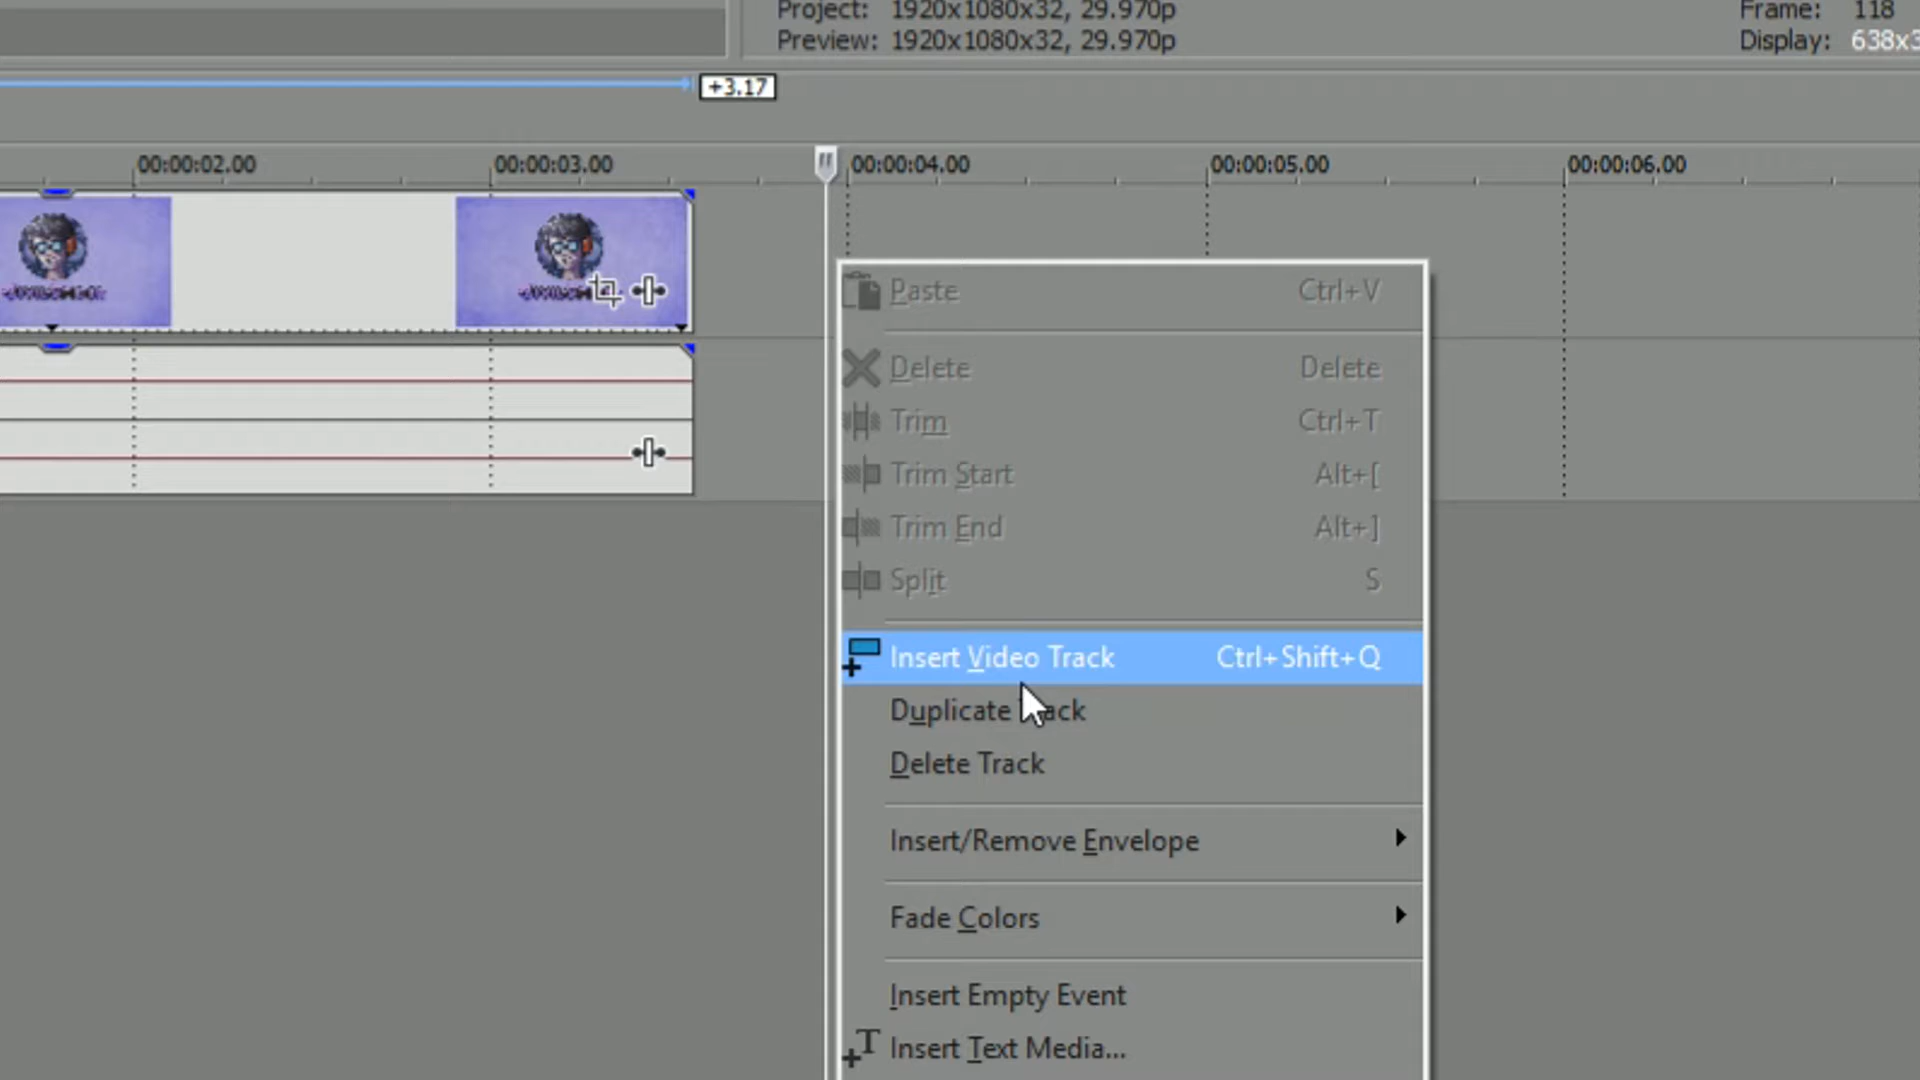 Project: 1920x1080x32, 29.970p
Frame: 118
Preview: 1920x1080x32, 29.970p
Display: 638x3
+3.17
00:00:02.00
00:00:03.00
00:00:04.00
00:00:05.00
00:00:06.00
Paste Ctrl+V
Delete Delete
Trim Ctrl+T
Trim Start Alt+[
Trim End Alt+]
Split S
Insert Video Track Ctrl+Shift+Q
Duplicate Track
Delete Track
Insert/Remove Envelope
Fade Colors
Insert Empty Event
Insert Text Media...